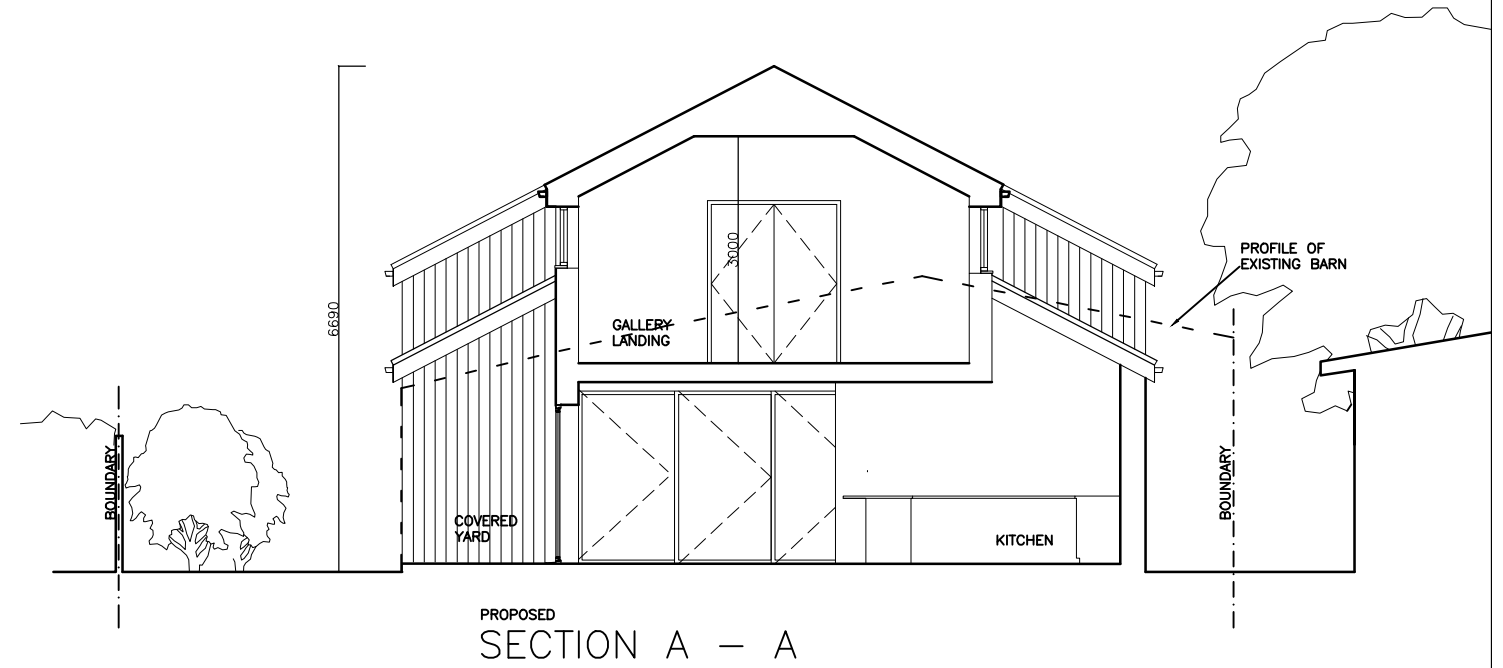 6690
3000
GALLERY
LANDING
PROFILE OF
EXISTING BARN
BOUNDARY
COVERED
YARD
KITCHEN
BOUNDARY
PROPOSED
SECTION A – A